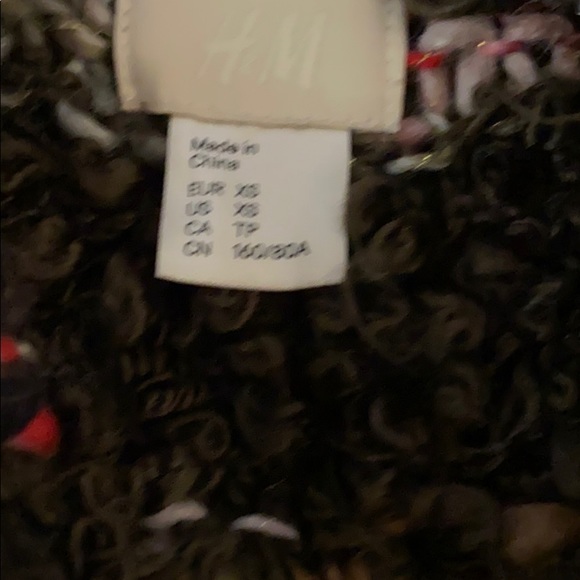 H&M
Made in
China
EUR XS
US XS
CA TP
CN 160/80A